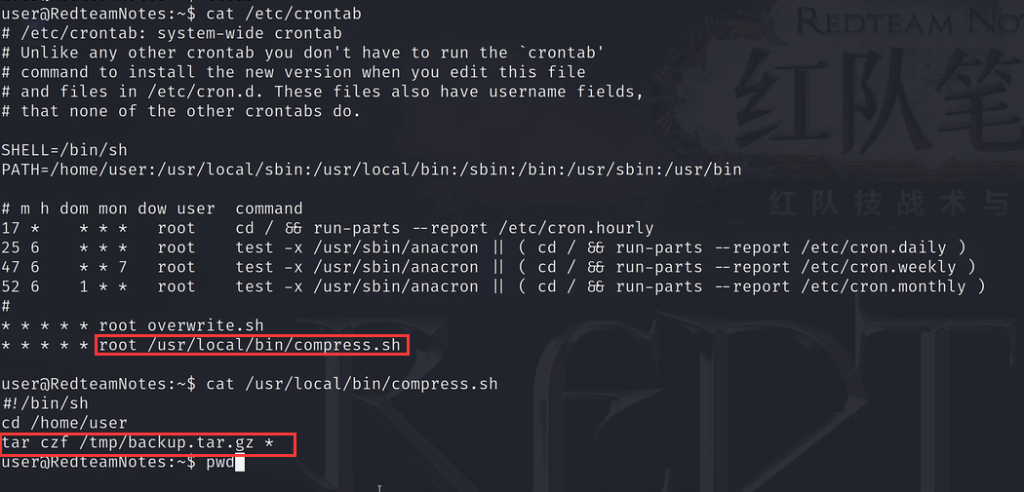 user@RedteamNotes:~$ cat /etc/crontab
# /etc/crontab: system-wide crontab
# Unlike any other crontab you don't have to run the `crontab'
# command to install the new version when you edit this file
# and files in /etc/cron.d. These files also have username fields,
# that none of the other crontabs do.
SHELL=/bin/sh
PATH=/home/user:/usr/local/sbin:/usr/local/bin:/sbin:/bin:/usr/sbin:/usr/bin
# m h dom mon dow user  command
17 *    * * *   root    cd / && run-parts --report /etc/cron.hourly
25 6    * * *   root    test -x /usr/sbin/anacron || ( cd / && run-parts --report /etc/cron.daily )
47 6    * * 7   root    test -x /usr/sbin/anacron || ( cd / && run-parts --report /etc/cron.weekly )
52 6    1 * *   root    test -x /usr/sbin/anacron || ( cd / && run-parts --report /etc/cron.monthly )
#
* * * * * root overwrite.sh
* * * * * root /usr/local/bin/compress.sh
user@RedteamNotes:~$ cat /usr/local/bin/compress.sh
#!/bin/sh
cd /home/user
tar czf /tmp/backup.tar.gz *
user@RedteamNotes:~$ pwd
REDTEAM NO
红队笔
红队技战术与